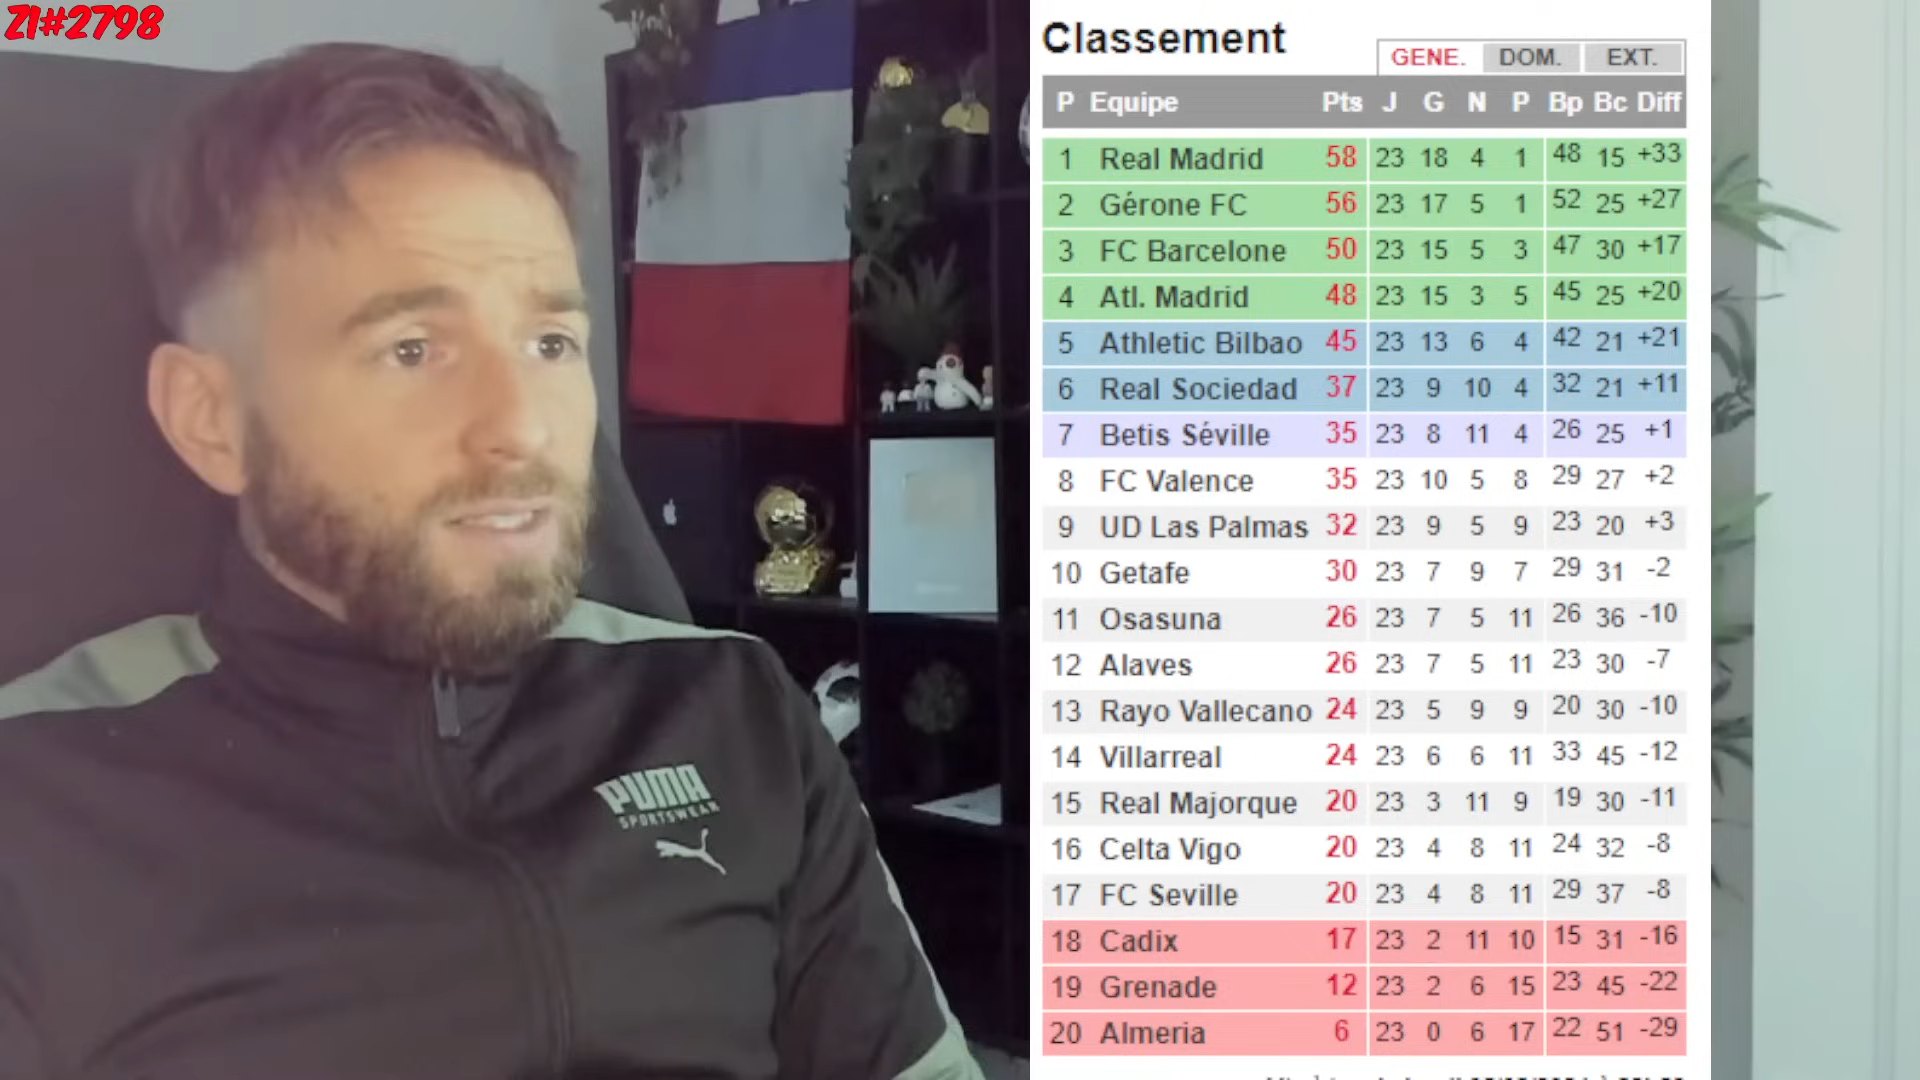 ZI#2798
PUMA
SPORTSWEAR
Classement
GENE. DOM. EXT.
P Equipe Pts J G N P Bp Bc Diff
1 Real Madrid 58 23 18 4 1 48 15 +33
2 Gérone FC 56 23 17 5 1 52 25 +27
3 FC Barcelone 50 23 15 5 3 47 30 +17
4 Atl. Madrid 48 23 15 3 5 45 25 +20
5 Athletic Bilbao 45 23 13 6 4 42 21 +21
6 Real Sociedad 37 23 9 10 4 32 21 +11
7 Betis Séville 35 23 8 11 4 26 25 +1
8 FC Valence 35 23 10 5 8 29 27 +2
9 UD Las Palmas 32 23 9 5 9 23 20 +3
10 Getafe 30 23 7 9 7 29 31 -2
11 Osasuna 26 23 7 5 11 26 36 -10
12 Alaves 26 23 7 5 11 23 30 -7
13 Rayo Vallecano 24 23 5 9 9 20 30 -10
14 Villarreal 24 23 6 6 11 33 45 -12
15 Real Majorque 20 23 3 11 9 19 30 -11
16 Celta Vigo 20 23 4 8 11 24 32 -8
17 FC Seville 20 23 4 8 11 29 37 -8
18 Cadix 17 23 2 11 10 15 31 -16
19 Grenade 12 23 2 6 15 23 45 -22
20 Almeria 6 23 0 6 17 22 51 -29